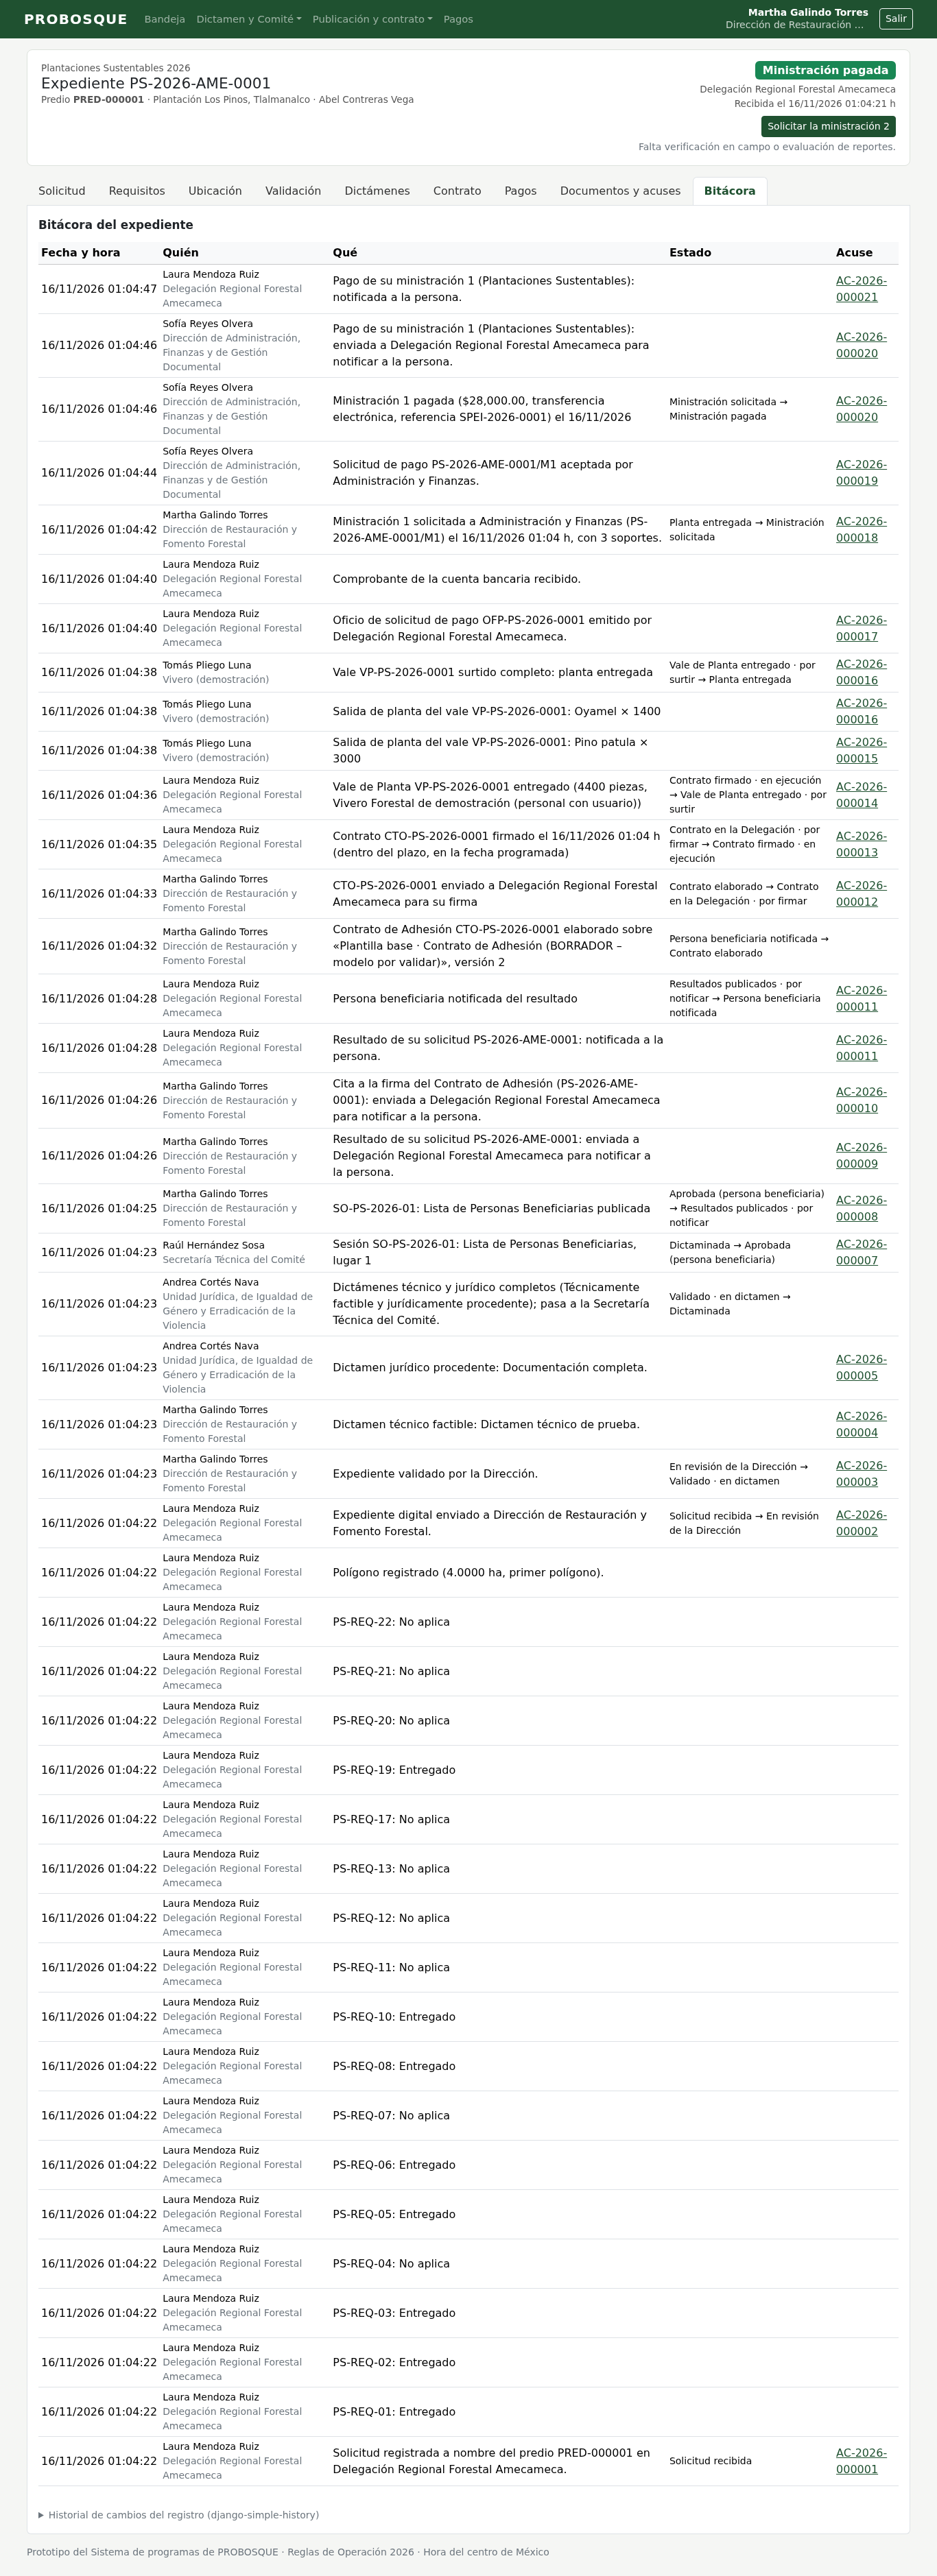 PROBOSQUE Bandeja Dictamen y Comité Publicación y contrato Pagos
Martha Galindo Torres
Dirección de Restauración ...
Salir
Plantaciones Sustentables 2026
Expediente PS-2026-AME-0001
Predio PRED-000001 · Plantación Los Pinos, Tlalmanalco · Abel Contreras Vega
Ministración pagada
Delegación Regional Forestal Amecameca
Recibida el 16/11/2026 01:04:21 h
Solicitar la ministración 2
Falta verificación en campo o evaluación de reportes.
Solicitud Requisitos Ubicación Validación Dictámenes Contrato Pagos Documentos y acuses Bitácora
Bitácora del expediente
Fecha y hora Quién Qué Estado Acuse
16/11/2026 01:04:47
Laura Mendoza Ruiz
Delegación Regional Forestal
Amecameca
Pago de su ministración 1 (Plantaciones Sustentables):
notificada a la persona.
AC-2026-
000021
16/11/2026 01:04:46
Sofía Reyes Olvera
Dirección de Administración,
Finanzas y de Gestión
Documental
Pago de su ministración 1 (Plantaciones Sustentables):
enviada a Delegación Regional Forestal Amecameca para
notificar a la persona.
AC-2026-
000020
16/11/2026 01:04:46
Sofía Reyes Olvera
Dirección de Administración,
Finanzas y de Gestión
Documental
Ministración 1 pagada ($28,000.00, transferencia
electrónica, referencia SPEI-2026-0001) el 16/11/2026
Ministración solicitada →
Ministración pagada
AC-2026-
000020
16/11/2026 01:04:44
Sofía Reyes Olvera
Dirección de Administración,
Finanzas y de Gestión
Documental
Solicitud de pago PS-2026-AME-0001/M1 aceptada por
Administración y Finanzas.
AC-2026-
000019
16/11/2026 01:04:42
Martha Galindo Torres
Dirección de Restauración y
Fomento Forestal
Ministración 1 solicitada a Administración y Finanzas (PS-
2026-AME-0001/M1) el 16/11/2026 01:04 h, con 3 soportes.
Planta entregada → Ministración
solicitada
AC-2026-
000018
16/11/2026 01:04:40
Laura Mendoza Ruiz
Delegación Regional Forestal
Amecameca
Comprobante de la cuenta bancaria recibido.
16/11/2026 01:04:40
Laura Mendoza Ruiz
Delegación Regional Forestal
Amecameca
Oficio de solicitud de pago OFP-PS-2026-0001 emitido por
Delegación Regional Forestal Amecameca.
AC-2026-
000017
16/11/2026 01:04:38
Tomás Pliego Luna
Vivero (demostración)
Vale VP-PS-2026-0001 surtido completo: planta entregada
Vale de Planta entregado · por
surtir → Planta entregada
AC-2026-
000016
16/11/2026 01:04:38
Tomás Pliego Luna
Vivero (demostración)
Salida de planta del vale VP-PS-2026-0001: Oyamel × 1400
AC-2026-
000016
16/11/2026 01:04:38
Tomás Pliego Luna
Vivero (demostración)
Salida de planta del vale VP-PS-2026-0001: Pino patula ×
3000
AC-2026-
000015
16/11/2026 01:04:36
Laura Mendoza Ruiz
Delegación Regional Forestal
Amecameca
Vale de Planta VP-PS-2026-0001 entregado (4400 piezas,
Vivero Forestal de demostración (personal con usuario))
Contrato firmado · en ejecución
→ Vale de Planta entregado · por
surtir
AC-2026-
000014
16/11/2026 01:04:35
Laura Mendoza Ruiz
Delegación Regional Forestal
Amecameca
Contrato CTO-PS-2026-0001 firmado el 16/11/2026 01:04 h
(dentro del plazo, en la fecha programada)
Contrato en la Delegación · por
firmar → Contrato firmado · en
ejecución
AC-2026-
000013
16/11/2026 01:04:33
Martha Galindo Torres
Dirección de Restauración y
Fomento Forestal
CTO-PS-2026-0001 enviado a Delegación Regional Forestal
Amecameca para su firma
Contrato elaborado → Contrato
en la Delegación · por firmar
AC-2026-
000012
16/11/2026 01:04:32
Martha Galindo Torres
Dirección de Restauración y
Fomento Forestal
Contrato de Adhesión CTO-PS-2026-0001 elaborado sobre
«Plantilla base · Contrato de Adhesión (BORRADOR –
modelo por validar)», versión 2
Persona beneficiaria notificada →
Contrato elaborado
16/11/2026 01:04:28
Laura Mendoza Ruiz
Delegación Regional Forestal
Amecameca
Persona beneficiaria notificada del resultado
Resultados publicados · por
notificar → Persona beneficiaria
notificada
AC-2026-
000011
16/11/2026 01:04:28
Laura Mendoza Ruiz
Delegación Regional Forestal
Amecameca
Resultado de su solicitud PS-2026-AME-0001: notificada a la
persona.
AC-2026-
000011
16/11/2026 01:04:26
Martha Galindo Torres
Dirección de Restauración y
Fomento Forestal
Cita a la firma del Contrato de Adhesión (PS-2026-AME-
0001): enviada a Delegación Regional Forestal Amecameca
para notificar a la persona.
AC-2026-
000010
16/11/2026 01:04:26
Martha Galindo Torres
Dirección de Restauración y
Fomento Forestal
Resultado de su solicitud PS-2026-AME-0001: enviada a
Delegación Regional Forestal Amecameca para notificar a
la persona.
AC-2026-
000009
16/11/2026 01:04:25
Martha Galindo Torres
Dirección de Restauración y
Fomento Forestal
SO-PS-2026-01: Lista de Personas Beneficiarias publicada
Aprobada (persona beneficiaria)
→ Resultados publicados · por
notificar
AC-2026-
000008
16/11/2026 01:04:23
Raúl Hernández Sosa
Secretaría Técnica del Comité
Sesión SO-PS-2026-01: Lista de Personas Beneficiarias,
lugar 1
Dictaminada → Aprobada
(persona beneficiaria)
AC-2026-
000007
16/11/2026 01:04:23
Andrea Cortés Nava
Unidad Jurídica, de Igualdad de
Género y Erradicación de la
Violencia
Dictámenes técnico y jurídico completos (Técnicamente
factible y jurídicamente procedente); pasa a la Secretaría
Técnica del Comité.
Validado · en dictamen →
Dictaminada
16/11/2026 01:04:23
Andrea Cortés Nava
Unidad Jurídica, de Igualdad de
Género y Erradicación de la
Violencia
Dictamen jurídico procedente: Documentación completa.
AC-2026-
000005
16/11/2026 01:04:23
Martha Galindo Torres
Dirección de Restauración y
Fomento Forestal
Dictamen técnico factible: Dictamen técnico de prueba.
AC-2026-
000004
16/11/2026 01:04:23
Martha Galindo Torres
Dirección de Restauración y
Fomento Forestal
Expediente validado por la Dirección.
En revisión de la Dirección →
Validado · en dictamen
AC-2026-
000003
16/11/2026 01:04:22
Laura Mendoza Ruiz
Delegación Regional Forestal
Amecameca
Expediente digital enviado a Dirección de Restauración y
Fomento Forestal.
Solicitud recibida → En revisión
de la Dirección
AC-2026-
000002
16/11/2026 01:04:22
Laura Mendoza Ruiz
Delegación Regional Forestal
Amecameca
Polígono registrado (4.0000 ha, primer polígono).
16/11/2026 01:04:22
Laura Mendoza Ruiz
Delegación Regional Forestal
Amecameca
PS-REQ-22: No aplica
16/11/2026 01:04:22
Laura Mendoza Ruiz
Delegación Regional Forestal
Amecameca
PS-REQ-21: No aplica
16/11/2026 01:04:22
Laura Mendoza Ruiz
Delegación Regional Forestal
Amecameca
PS-REQ-20: No aplica
16/11/2026 01:04:22
Laura Mendoza Ruiz
Delegación Regional Forestal
Amecameca
PS-REQ-19: Entregado
16/11/2026 01:04:22
Laura Mendoza Ruiz
Delegación Regional Forestal
Amecameca
PS-REQ-17: No aplica
16/11/2026 01:04:22
Laura Mendoza Ruiz
Delegación Regional Forestal
Amecameca
PS-REQ-13: No aplica
16/11/2026 01:04:22
Laura Mendoza Ruiz
Delegación Regional Forestal
Amecameca
PS-REQ-12: No aplica
16/11/2026 01:04:22
Laura Mendoza Ruiz
Delegación Regional Forestal
Amecameca
PS-REQ-11: No aplica
16/11/2026 01:04:22
Laura Mendoza Ruiz
Delegación Regional Forestal
Amecameca
PS-REQ-10: Entregado
16/11/2026 01:04:22
Laura Mendoza Ruiz
Delegación Regional Forestal
Amecameca
PS-REQ-08: Entregado
16/11/2026 01:04:22
Laura Mendoza Ruiz
Delegación Regional Forestal
Amecameca
PS-REQ-07: No aplica
16/11/2026 01:04:22
Laura Mendoza Ruiz
Delegación Regional Forestal
Amecameca
PS-REQ-06: Entregado
16/11/2026 01:04:22
Laura Mendoza Ruiz
Delegación Regional Forestal
Amecameca
PS-REQ-05: Entregado
16/11/2026 01:04:22
Laura Mendoza Ruiz
Delegación Regional Forestal
Amecameca
PS-REQ-04: No aplica
16/11/2026 01:04:22
Laura Mendoza Ruiz
Delegación Regional Forestal
Amecameca
PS-REQ-03: Entregado
16/11/2026 01:04:22
Laura Mendoza Ruiz
Delegación Regional Forestal
Amecameca
PS-REQ-02: Entregado
16/11/2026 01:04:22
Laura Mendoza Ruiz
Delegación Regional Forestal
Amecameca
PS-REQ-01: Entregado
16/11/2026 01:04:22
Laura Mendoza Ruiz
Delegación Regional Forestal
Amecameca
Solicitud registrada a nombre del predio PRED-000001 en
Delegación Regional Forestal Amecameca.
Solicitud recibida
AC-2026-
000001
Historial de cambios del registro (django-simple-history)
Prototipo del Sistema de programas de PROBOSQUE · Reglas de Operación 2026 · Hora del centro de México